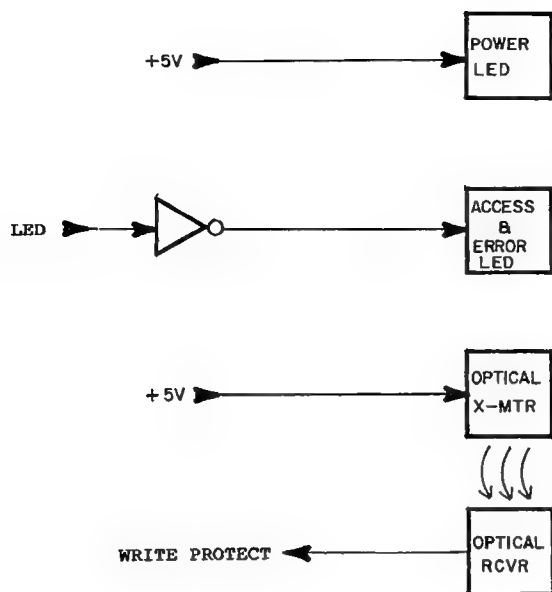 +5V
POWER
LED
LED
ACCESS
&
ERROR
LED
+5V
OPTICAL
X-MTR
WRITE PROTECT
OPTICAL
RCVR